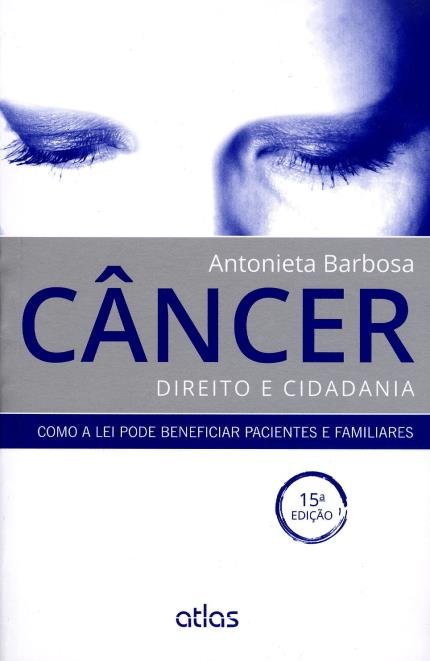 Antonieta Barbosa
CÂNCER
DIREITO E CIDADANIA
COMO A LEI PODE BENEFICIAR PACIENTES E FAMILIARES
15ª
EDIÇÃO
atlas